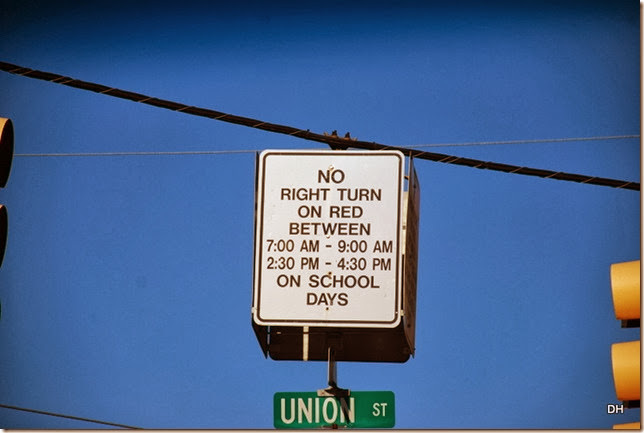 NO
RIGHT TURN
ON RED
BETWEEN
7:00 AM - 9:00 AM
2:30 PM - 4:30 PM
ON SCHOOL
DAYS
UNION ST
DH